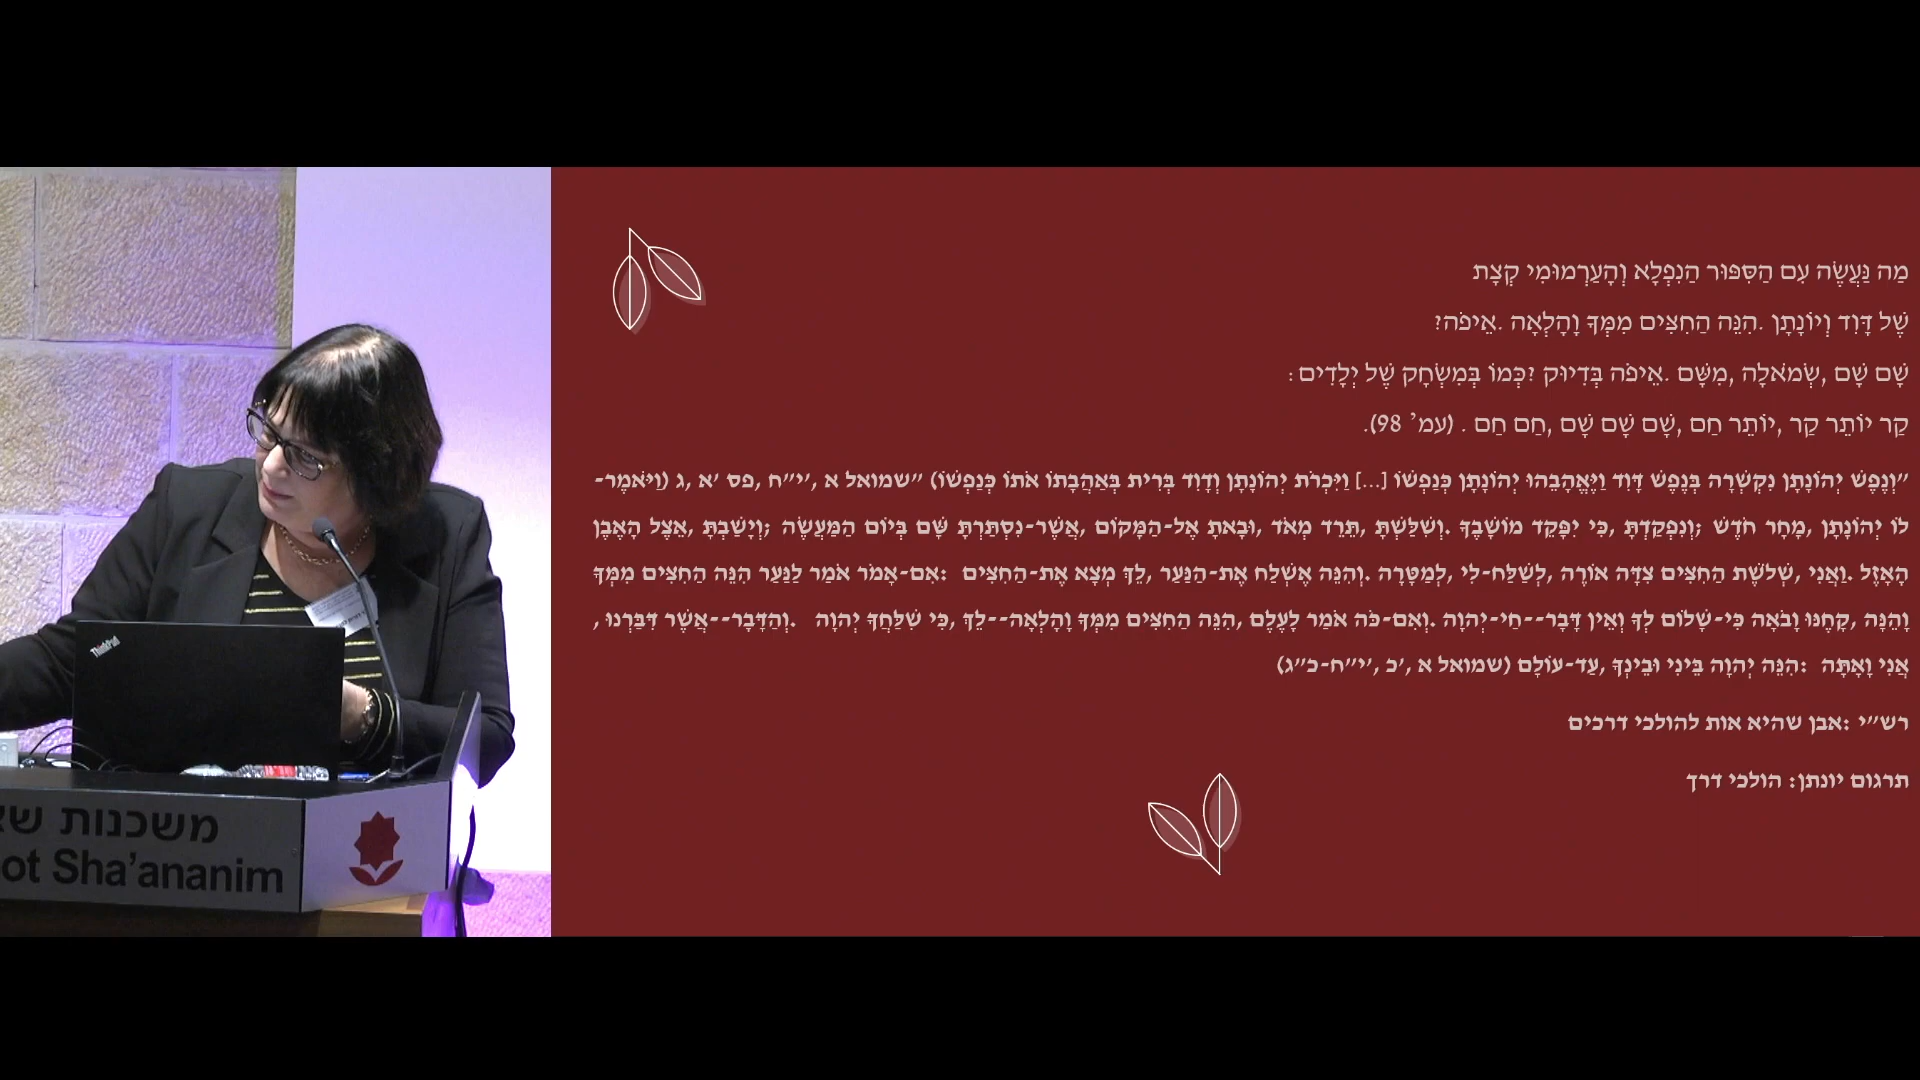 מַה נַּעֲשֶׂה עִם הַסִּפּוּר הַנִּפְלָא וְהָעַרְמוּמִי קְצָת
שֶׁל דָּוִד וְיוֹנָתָן .הִנֵּה הַחִצִּים מִמְּךָ וָהָלְאָה .אֵיפֹה?
שָׁם שָׁם ,שְׂמֹאלָה ,מִשָּׁם .אֵיפֹה בְּדִיּוּק ?כְּמוֹ בְּמִשְׂחָק שֶׁל יְלָדִים:
קַר יוֹתֵר קַר ,יוֹתֵר חַם ,שָׁם שָׁם שָׁם ,חַם חַם . (עמ' 98).
"וְנֶפֶשׁ יְהוֹנָתָן נִקְשְׁרָה בְּנֶפֶשׁ דָּוִד וַיֶּאֱהָבֵהוּ יְהוֹנָתָן כְּנַפְשׁוֹ [...] וַיִּכְרֹת יְהוֹנָתָן וְדָוִד בְּרִית בְּאַהֲבָתוֹ אֹתוֹ כְּנַפְשׁוֹ) "שמואל א ,'י"ח ,פס 'א ,ג (וַיֹּאמֶר-
לוֹ יְהוֹנָתָן ,מָחָר חֹדֶשׁ ;וְנִפְקַדְתָּ ,כִּי יִפָּקֵד מוֹשָׁבֶךָ .וְשִׁלַּשְׁתָּ ,תֵּרֵד מְאֹד ,וּבָאתָ אֶל-הַמָּקוֹם ,אֲשֶׁר-נִסְתַּרְתָּ שָּׁם בְּיוֹם הַמַּעֲשֶׂה ;וְיָשַׁבְתָּ ,אֵצֶל הָאֶבֶן
הָאָזֶל .וַאֲנִי ,שְׁלֹשֶׁת הַחִצִּים צִדָּה אוֹרֶה ,לְשַׁלַּח-לִי ,לְמַטָּרָה .וְהִנֵּה אֶשְׁלַח אֶת-הַנַּעַר ,לֵךְ מְצָא אֶת-הַחִצִּים :אִם-אָמֹר אֹמַר לַנַּעַר הִנֵּה הַחִצִּים מִמְּךָ
וָהֵנָּה ,קָחֶנּוּ וָבֹאָה כִּי-שָׁלוֹם לְךָ וְאֵין דָּבָר--חַי-יְהוָה .וְאִם-כֹּה אֹמַר לָעֶלֶם ,הִנֵּה הַחִצִּים מִמְּךָ וָהָלְאָה--לֵךְ ,כִּי שִׁלַּחֲךָ יְהוָה .וְהַדָּבָר--אֲשֶׁר דִּבַּרְנוּ ,
אֲנִי וָאָתָּה :הִנֵּה יְהוָה בֵּינִי וּבֵינְךָ ,עַד-עוֹלָם (שמואל א ,'כ ,'י"ח-כ"ג)
רש"י :אבן שהיא אות להולכי דרכים
תרגום יונתן: הולכי דרך
ThinkPad
משכנות שא
ot Sha'ananim